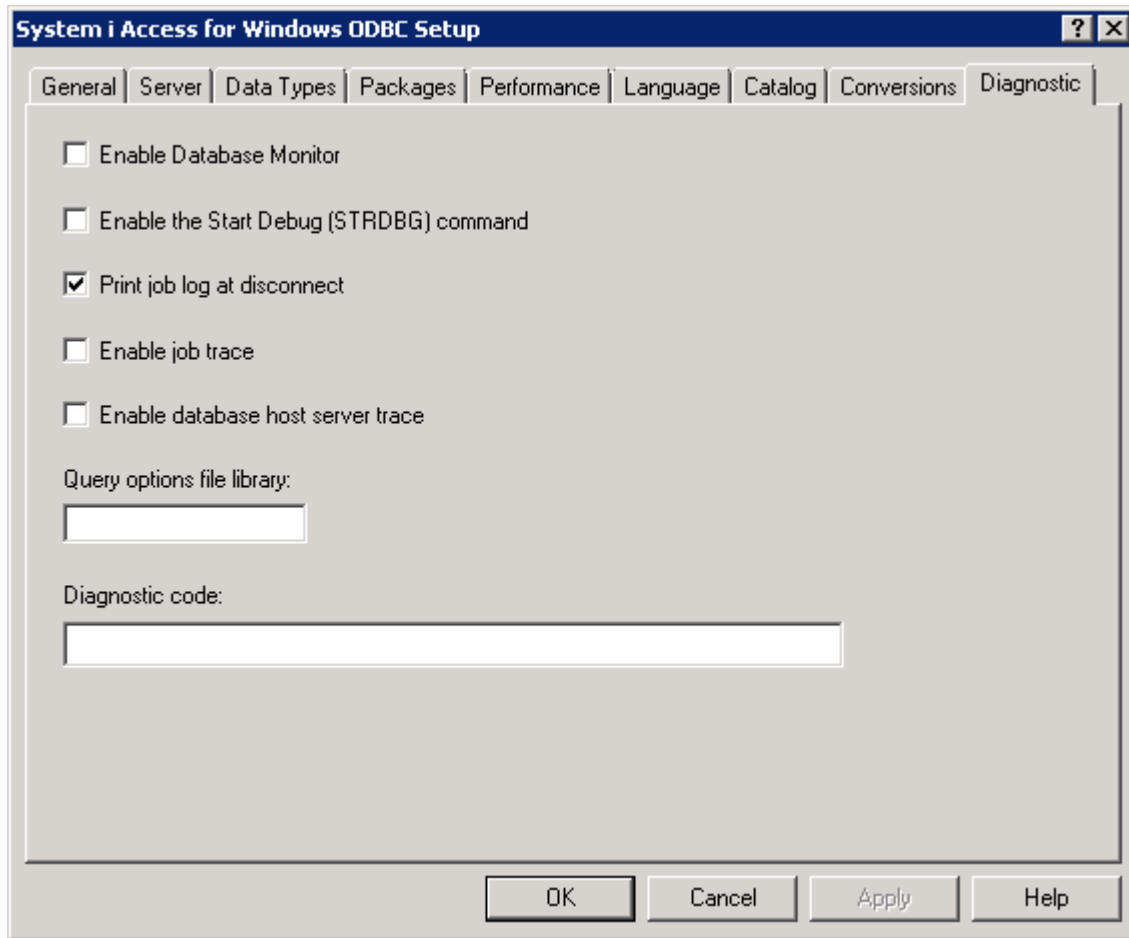 System i Access for Windows ODBC Setup
General Server Data Types Packages Performance Language Catalog Conversions Diagnostic
Enable Database Monitor
Enable the Start Debug (STRDBG) command
Print job log at disconnect
Enable job trace
Enable database host server trace
Query options file library:
Diagnostic code:
OK Cancel Apply Help